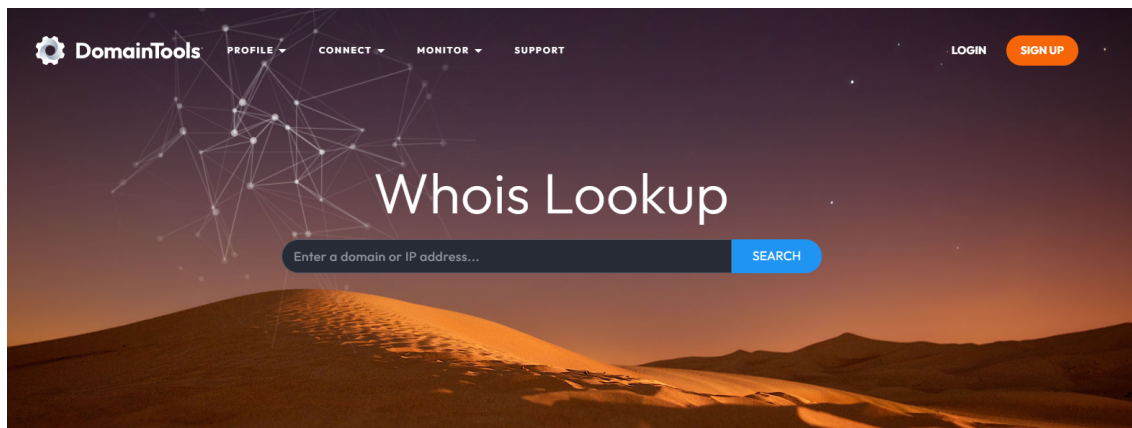 DomainTools PROFILE CONNECT MONITOR SUPPORT LOGIN SIGN UP
Whois Lookup
Enter a domain or IP address... SEARCH